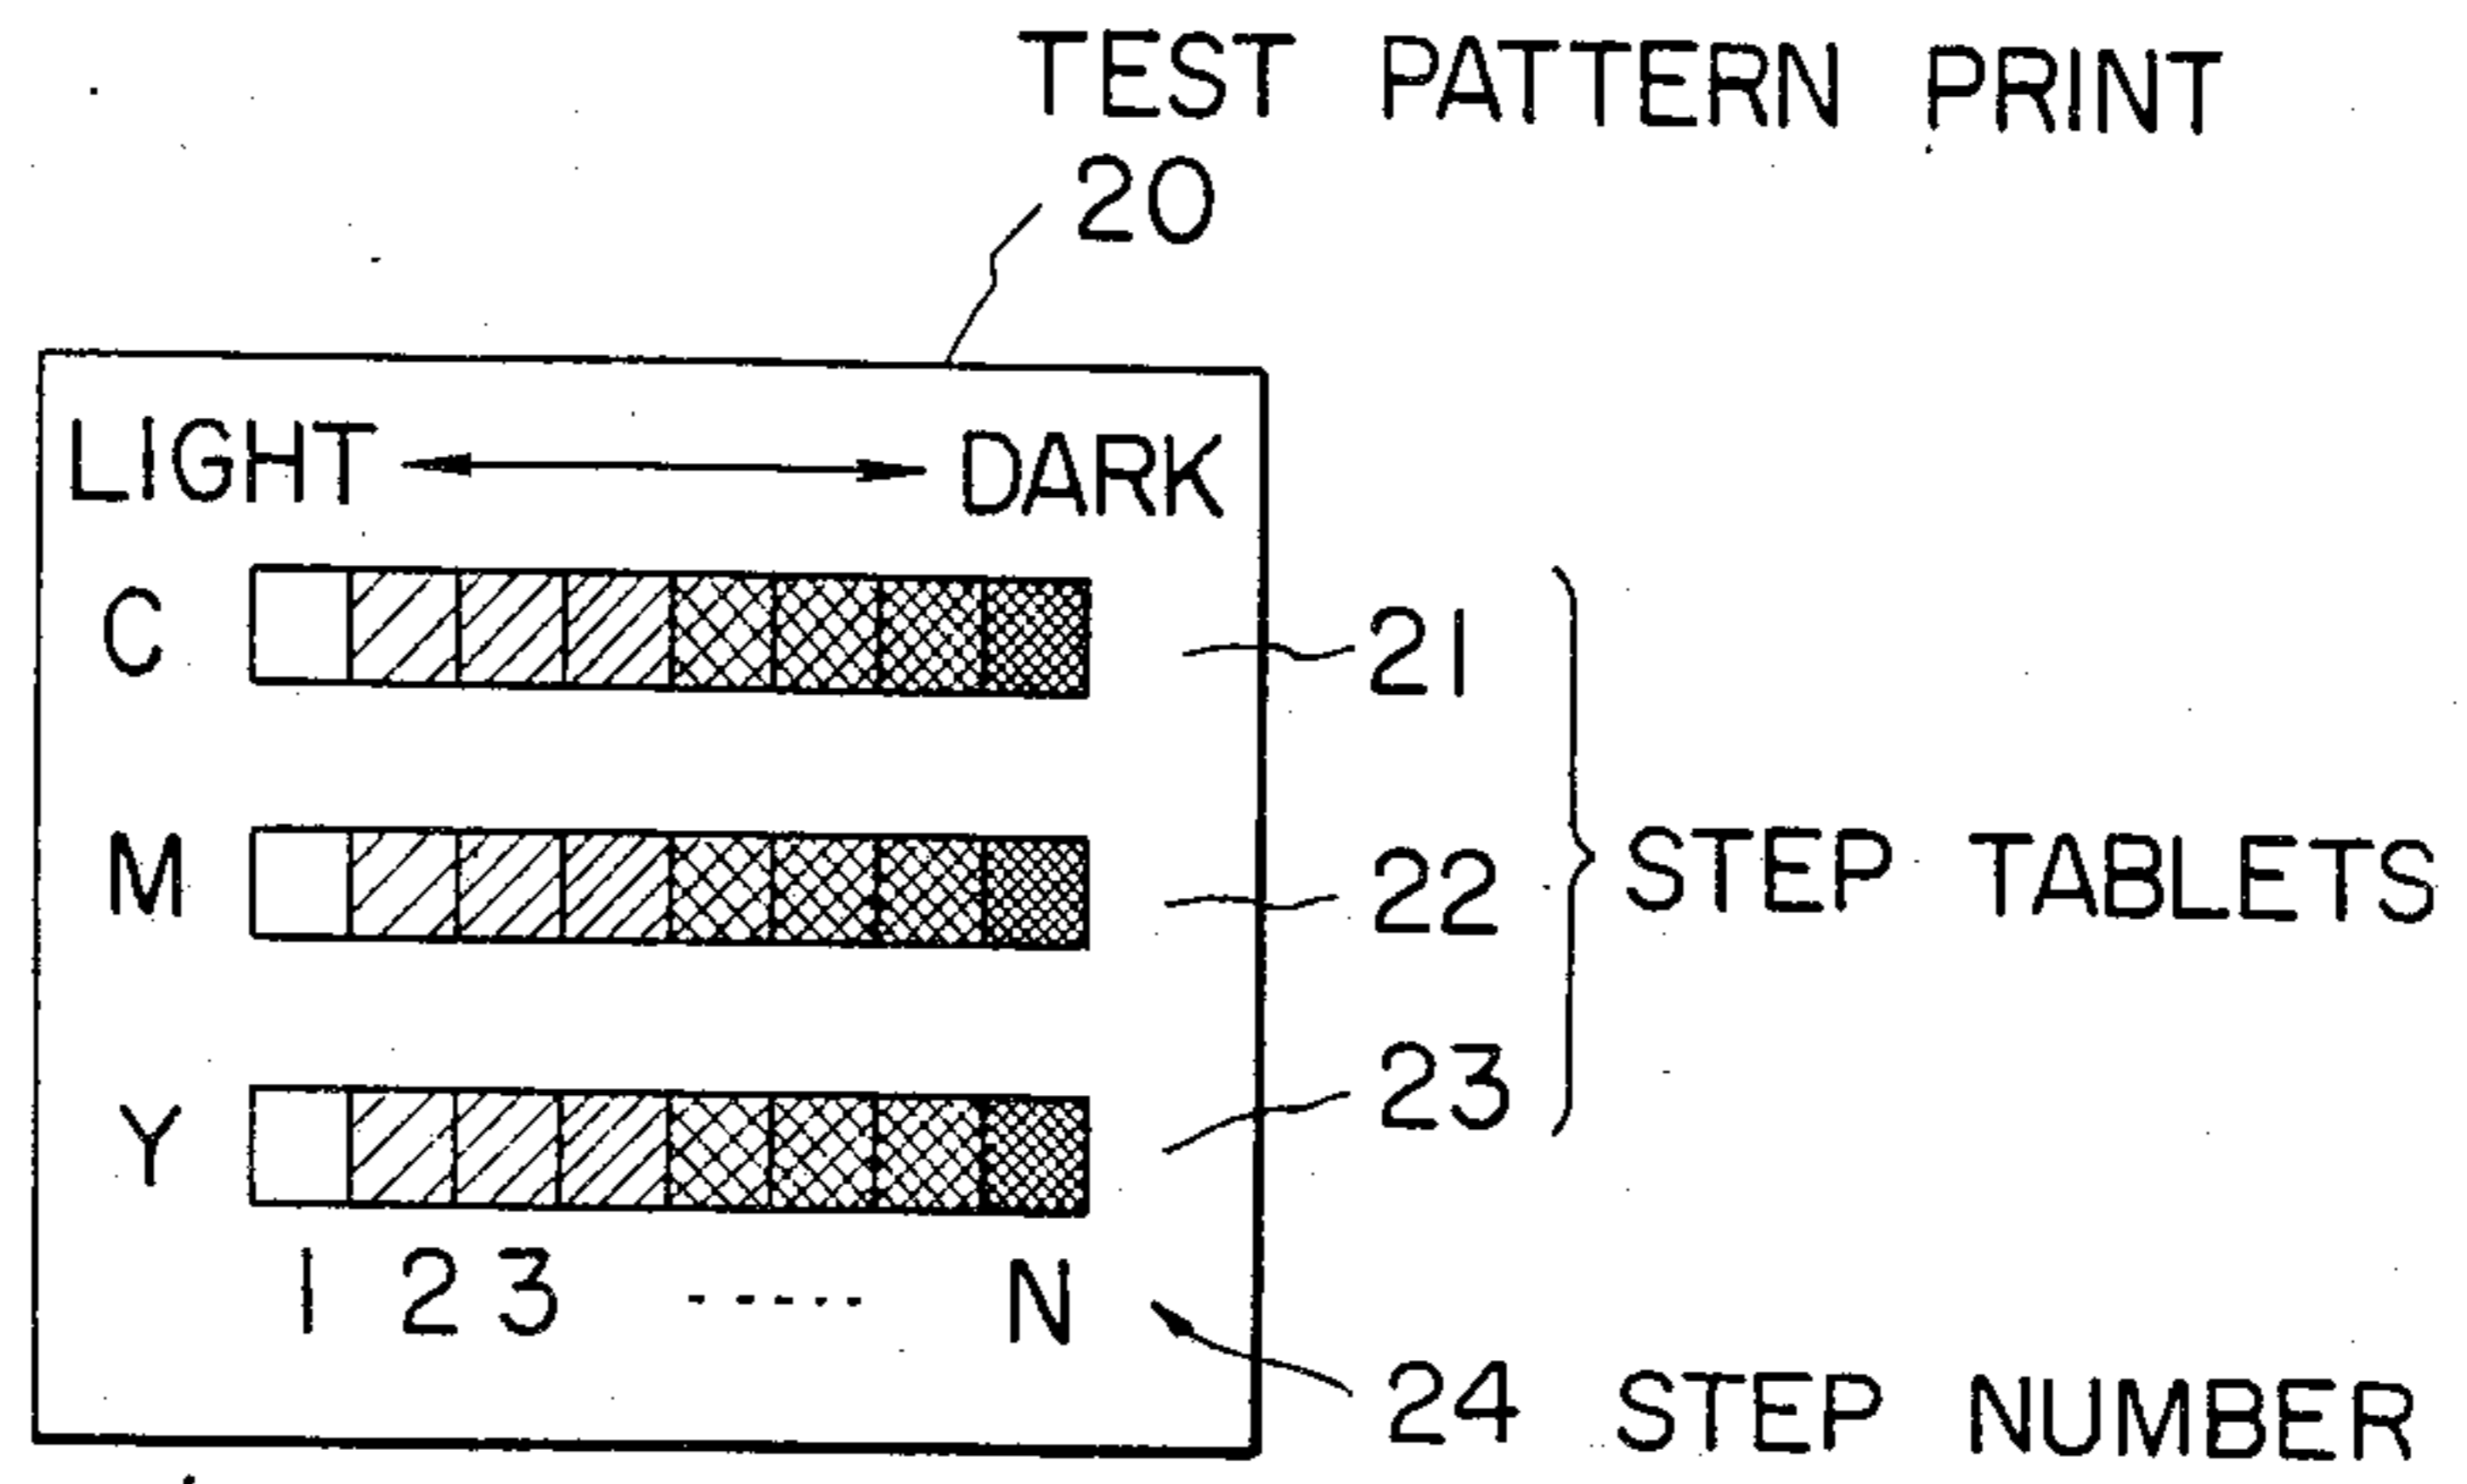 TEST PATTERN PRINT
20
LIGHT DARK
C
21
M
22
STEP TABLETS
Y
23
1 2 3 ----- N
24 STEP NUMBER